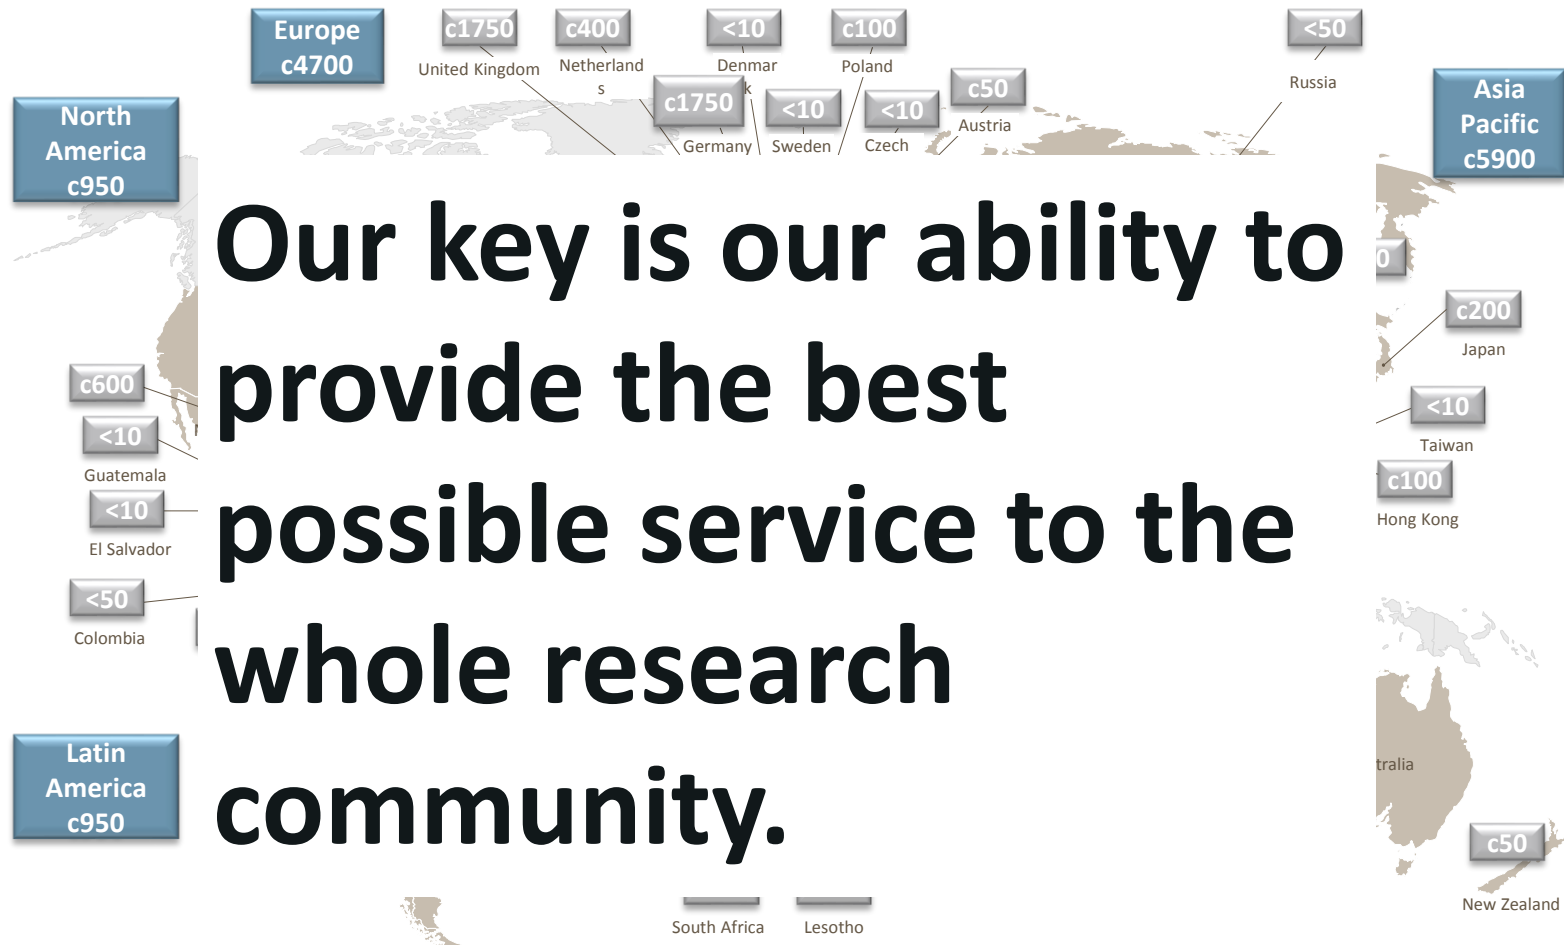 Europe
c4700
c1750
United Kingdom
c400
Netherland
s
<10
Denmar
k
c100
Poland
<50
Russia
c1750
Germany
<10
Sweden
<10
Czech
c50
Austria
North
America
c950
Asia
Pacific
c5900
Our key is our ability to
provide the best
possible service to the
whole research
community.
c600
<10
Guatemala
<10
El Salvador
<50
Colombia
Latin
America
c950
0
c200
Japan
<10
Taiwan
c100
Hong Kong
tralia
c50
New Zealand
South Africa
Lesotho